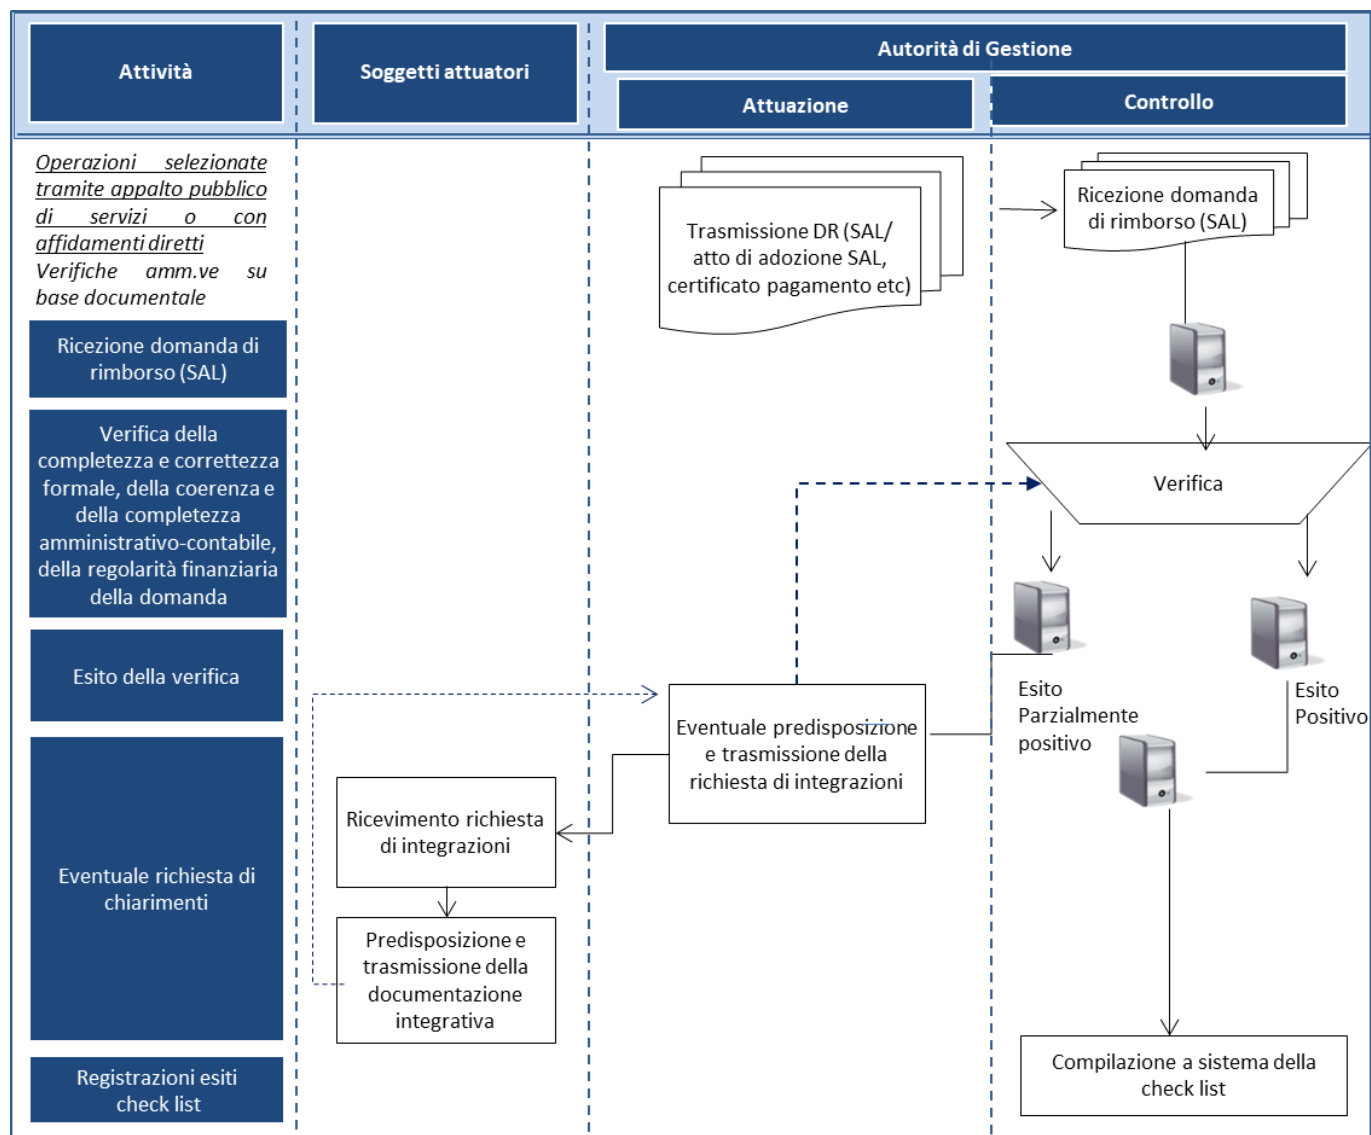 Attività
Soggetti attuatori
Autorità di Gestione
Attuazione
Controllo
Operazioni selezionate
tramite appalto pubblico
di servizi o con
affidamenti diretti
Verifiche amm.ve su
base documentale
Trasmissione DR (SAL/
atto di adozione SAL,
certificato pagamento etc)
Ricezione domanda
di rimborso (SAL)
Ricezione domanda di
rimborso (SAL)
Verifica della
completezza e correttezza
formale, della coerenza e
della completezza
amministrativo-contabile,
della regolarità finanziaria
della domanda
Verifica
Esito della verifica
Esito
Parzialmente
positivo
Esito
Positivo
Eventuale predisposizione
e trasmissione della
richiesta di integrazioni
Ricevimento richiesta
di integrazioni
Eventuale richiesta di
chiarimenti
Predisposizione e
trasmissione della
documentazione
integrativa
Registrazioni esiti
check list
Compilazione a sistema della
check list